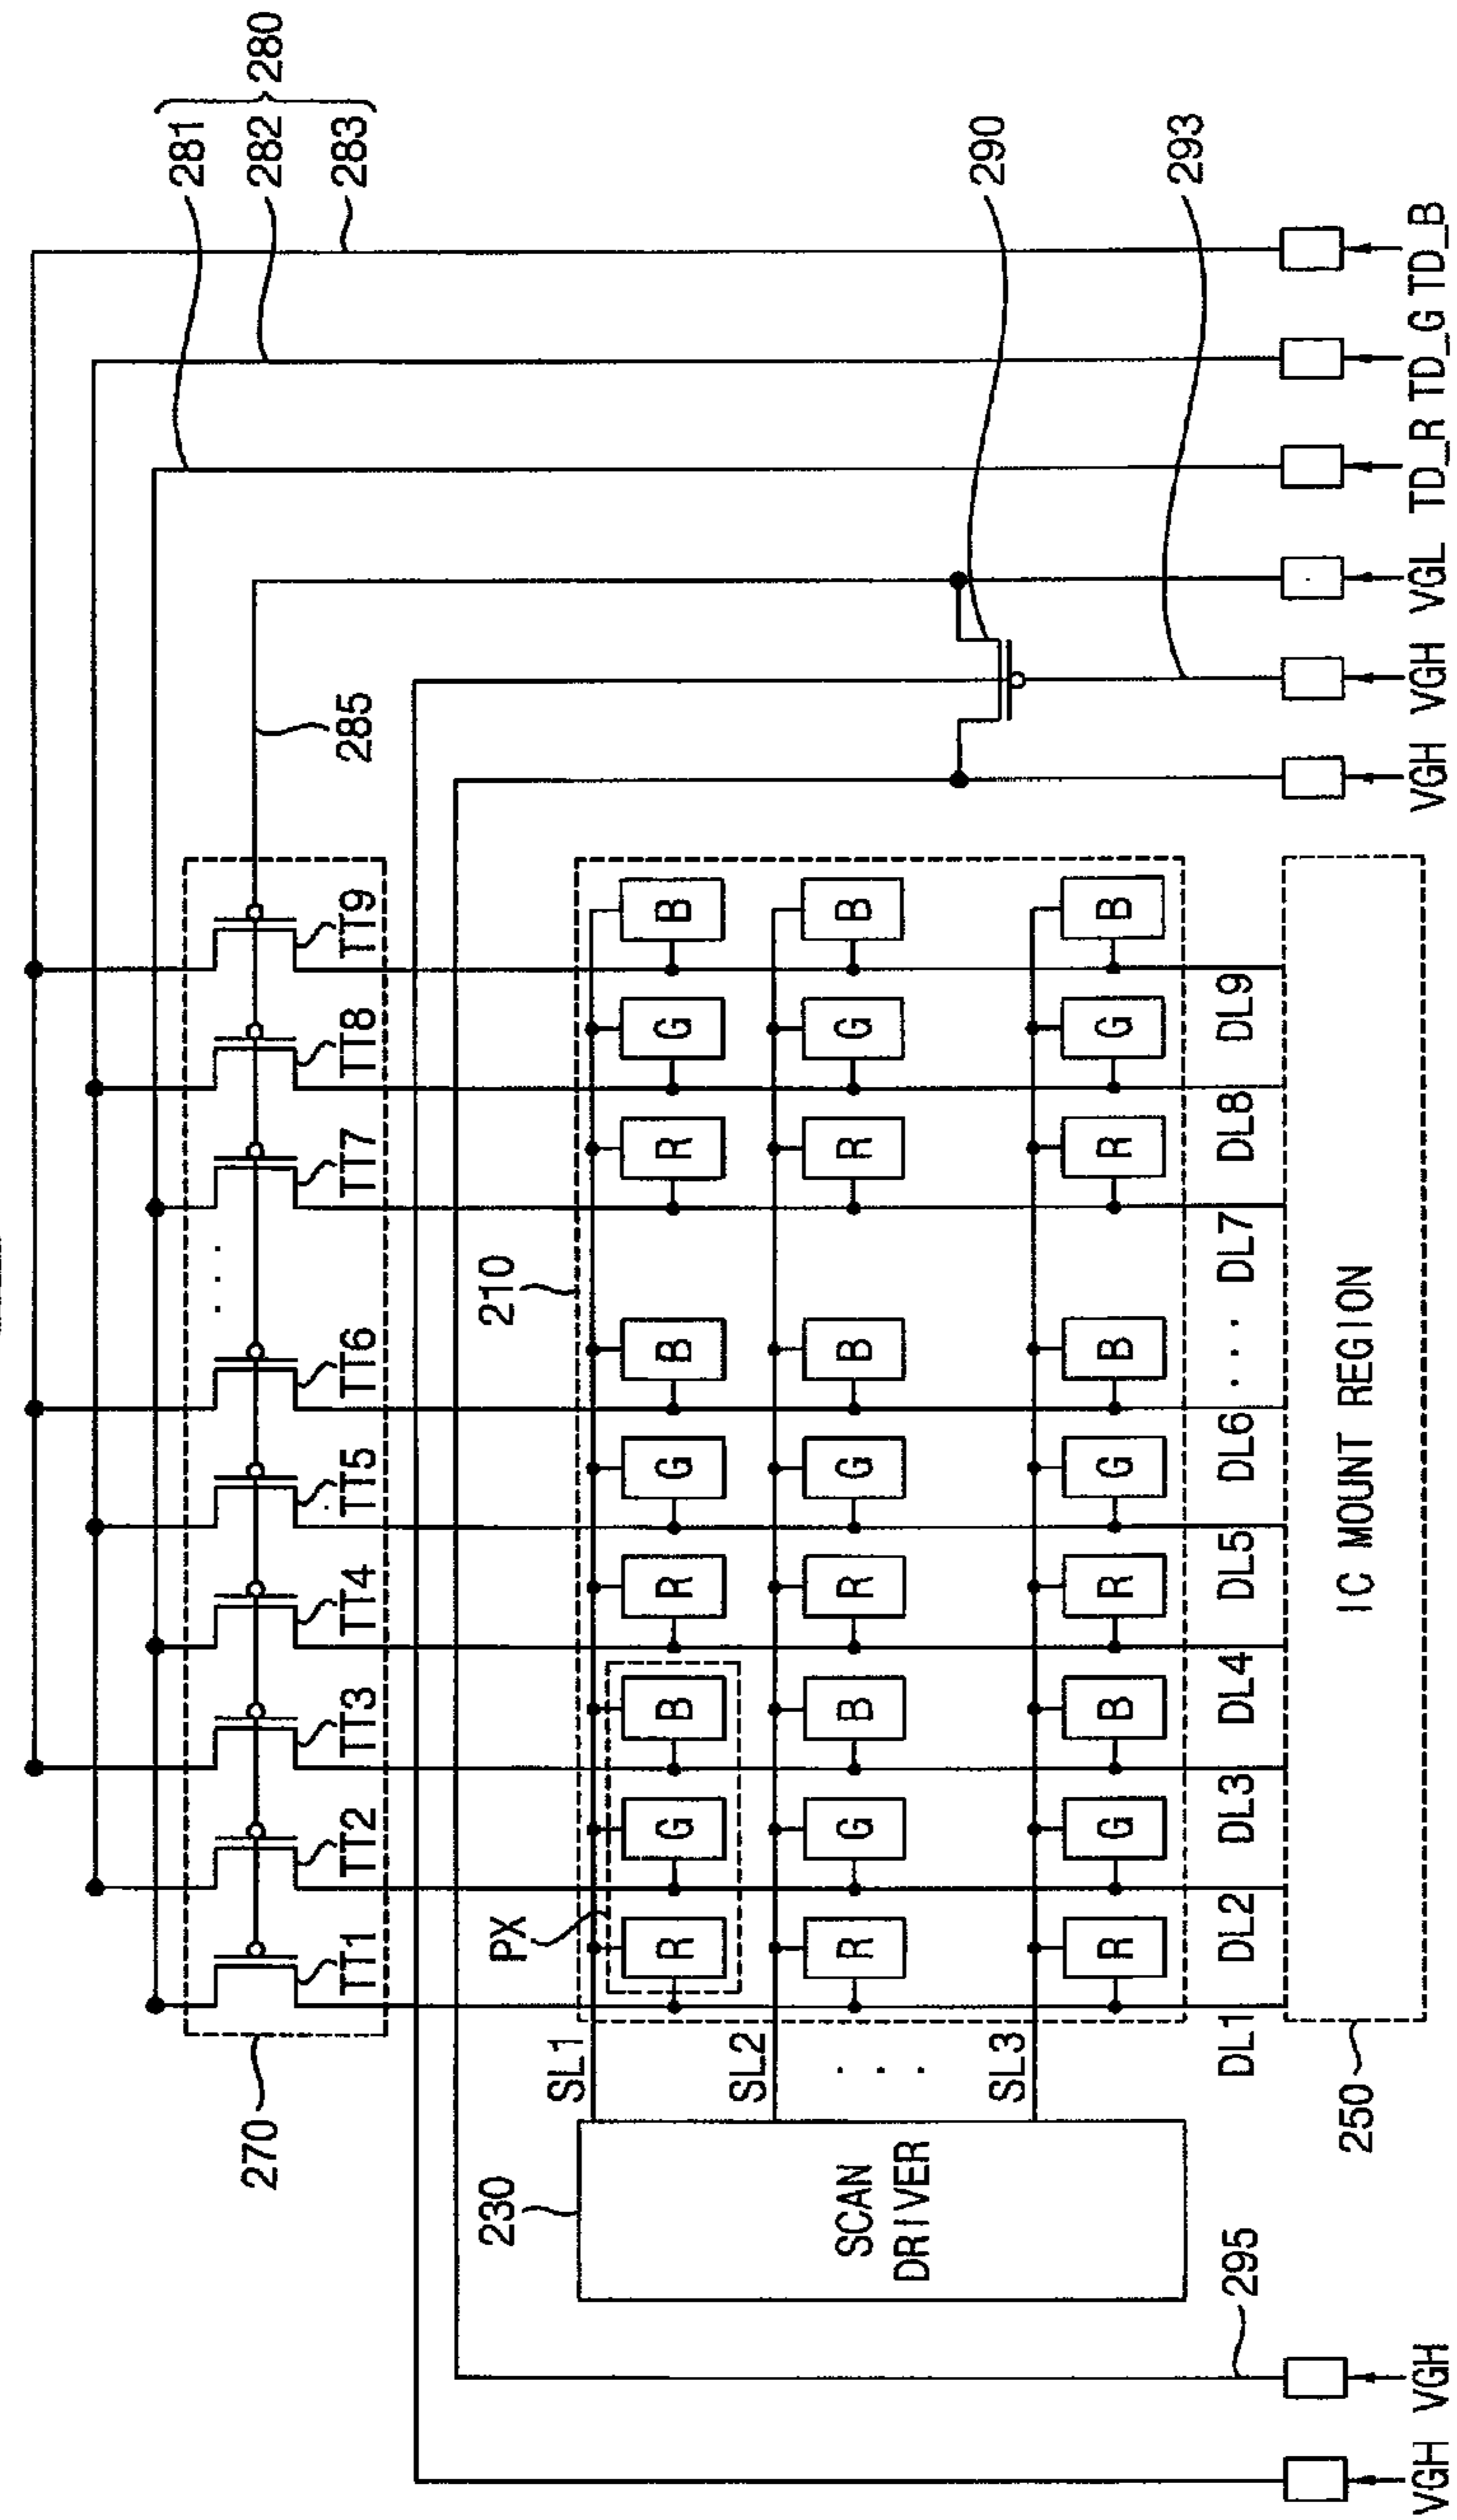 280
281
282
283
285
TT1 TT2 TT3 TT4 TT5 TT6 ... TT7 TT8 TT9
270
290
293
210
PX
SL1
R G B R G B R G B
SL2
R G B R G B R G B
...
SL3
R G B R G B R G B
230
SCAN
DRIVER
295
DL1 DL2 DL3 DL4 DL5 DL6 ... DL7 DL8 DL9
IC MOUNT REGION
250
VGH VGH VGH VGH VGL TD_R TD_G TD_B